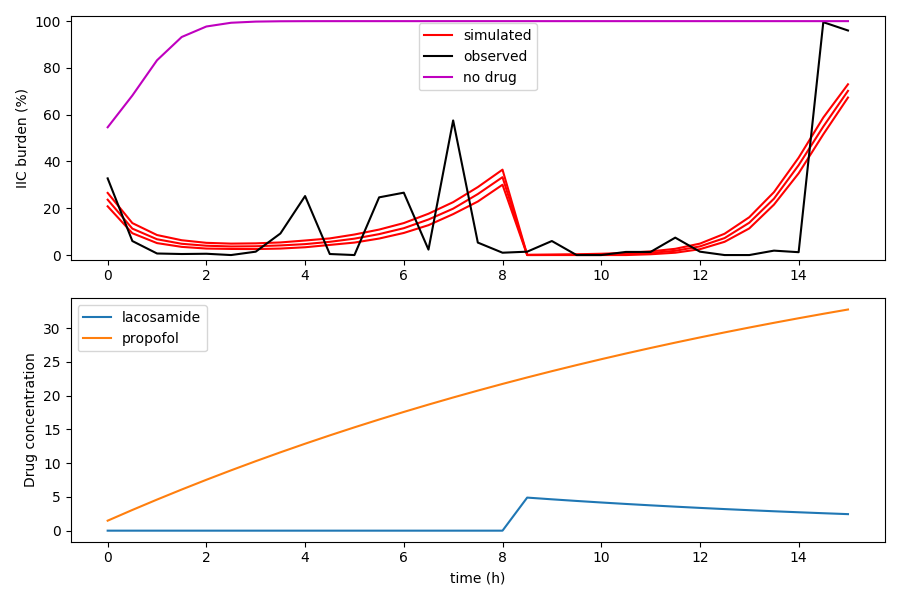 100
80
60
40
20
0
IIC burden (%)
simulated
observed
no drug
0 2 4 6 8 10 12 14
30
25
20
15
10
5
0
Drug concentration
lacosamide
propofol
0 2 4 6 8 10 12 14
time (h)